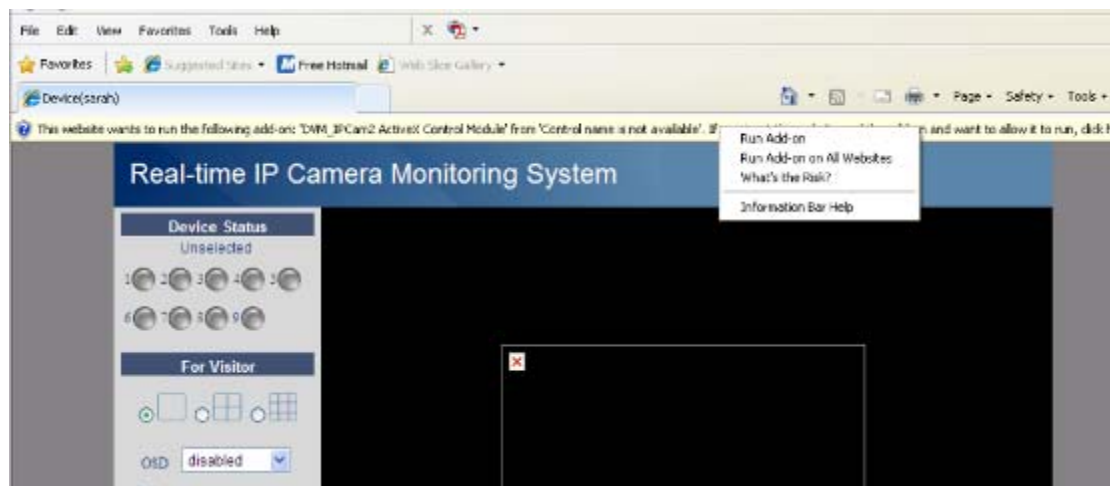 File Edit View Favorites Tools Help
Favorites Suggested Sites Free Hotmail Web Slice Gallery
Device(sarah) Page Safety Tools
This website wants to run the following add-on: 'DVM_IPCam2 ActiveX Control Module' from 'Control name is not available'. If and want to allow it to run, click
Run Add-on
Run Add-on on All Websites
What's the Risk?
Information Bar Help
Real-time IP Camera Monitoring System
Device Status
Unselected
1 2 3 4 5
6 7 8 9
For Visitor
OSD disabled